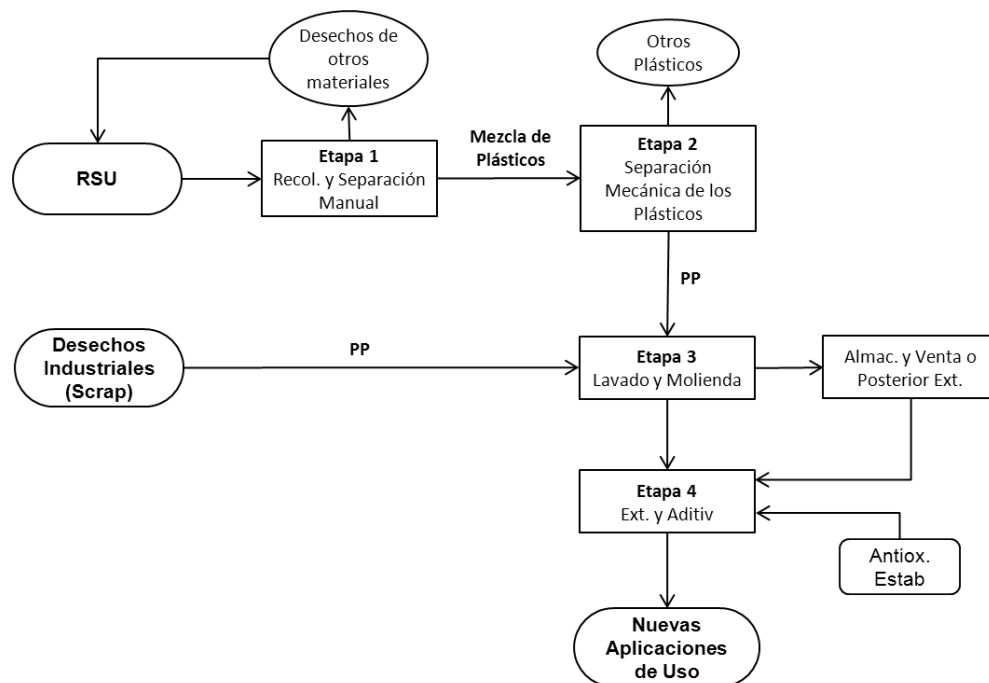 Desechos de
otros
materiales
Otros
Plásticos
RSU
Etapa 1
Recol. y Separación
Manual
Mezcla de
Plásticos
Etapa 2
Separación
Mecánica de los
Plásticos
PP
Desechos
Industriales
(Scrap)
PP
Etapa 3
Lavado y Molienda
Almac. y Venta o
Posterior Ext.
Etapa 4
Ext. y Aditiv
Antiox.
Estab
Nuevas
Aplicaciones
de Uso